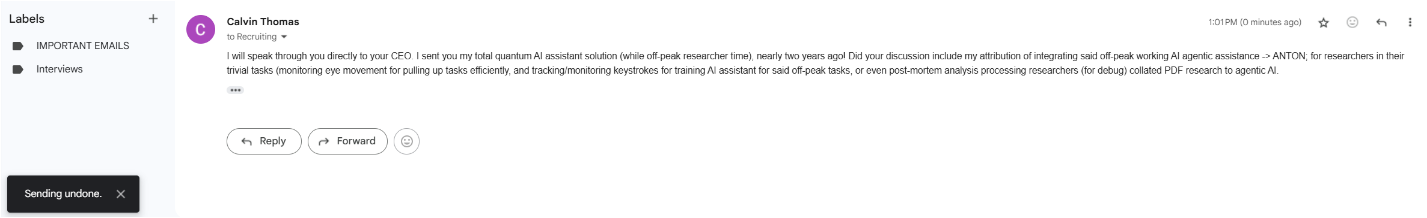 Labels
IMPORTANT EMAILS
Interviews
Sending undone.
C
Calvin Thomas
1:01 PM (0 minutes ago)
to Recruiting
I will speak through you directly to your CEO. I sent you my total quantum AI assistant solution (while off-peak researcher time), nearly two years ago! Did your discussion include my attribution of integrating said off-peak working AI agentic assistance -> ANTON; for researchers in their
trivial tasks (monitoring eye movement for pulling up tasks efficiently, and tracking/monitoring keystrokes for training AI assistant for said off-peak tasks, or even post-mortem analysis processing researchers (for debug) collated PDF research to agentic AI.
Reply
Forward